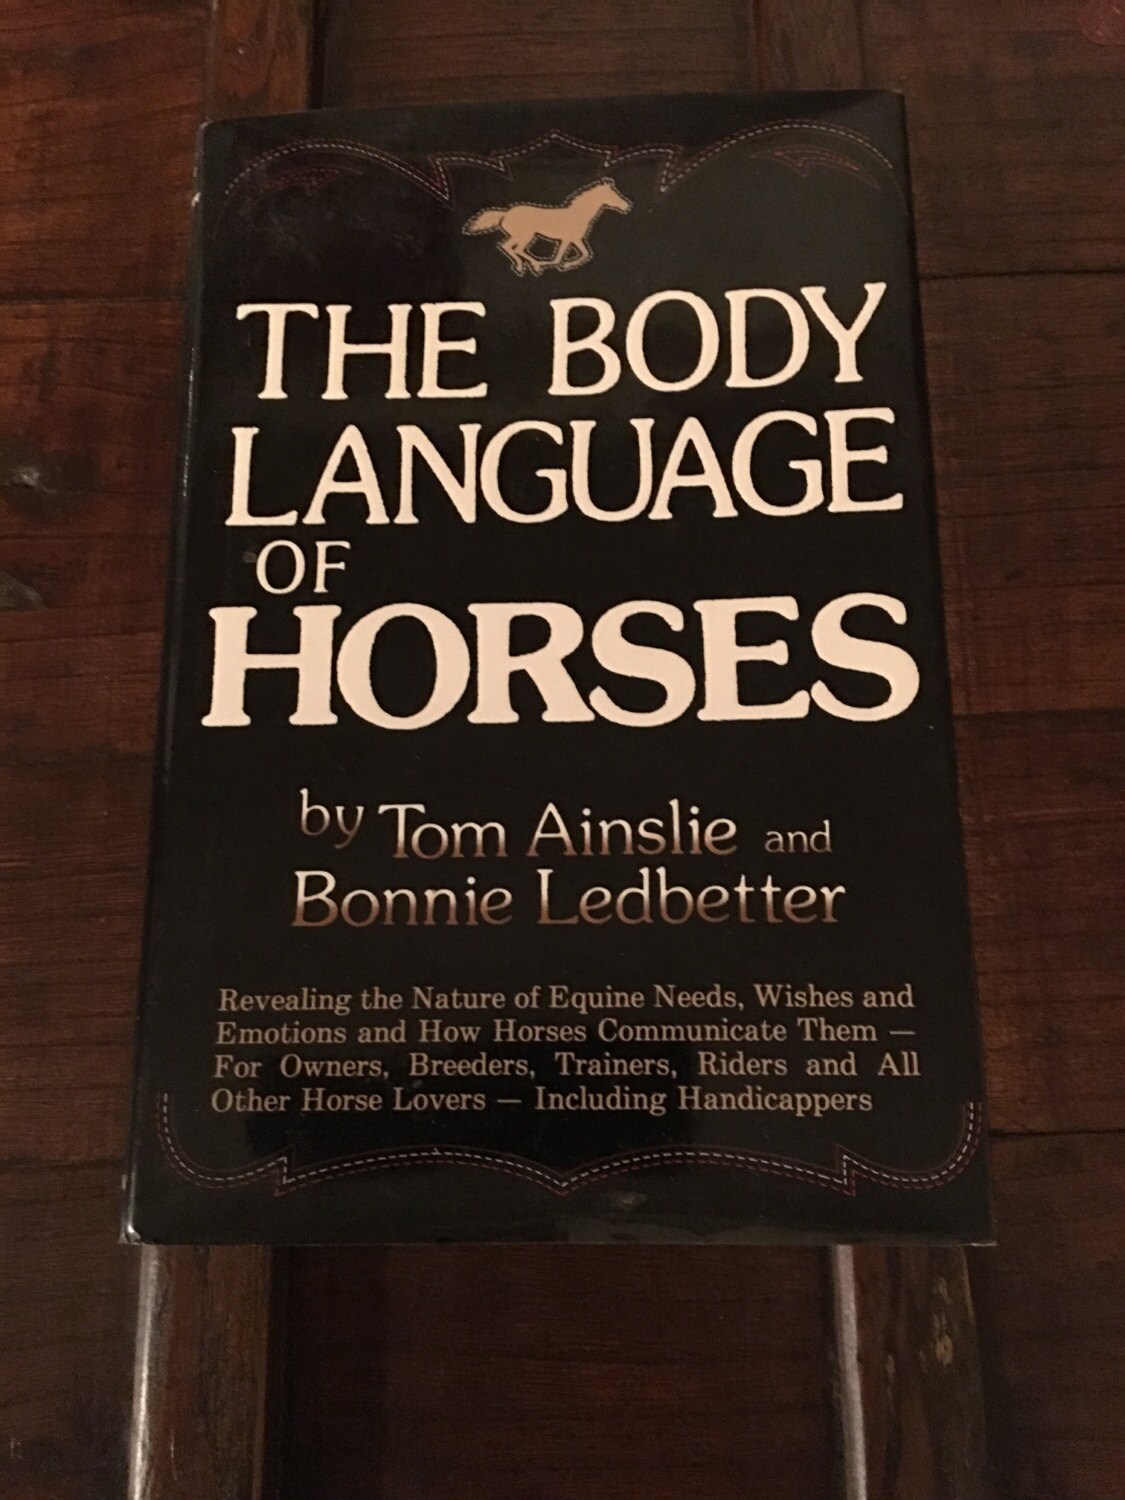 THE BODY
LANGUAGE
OF
HORSES
by Tom Ainslie and
Bonnie Ledbetter
Revealing the Nature of Equine Needs, Wishes and
Emotions and How Horses Communicate Them —
For Owners, Breeders, Trainers, Riders and All
Other Horse Lovers — Including Handicappers